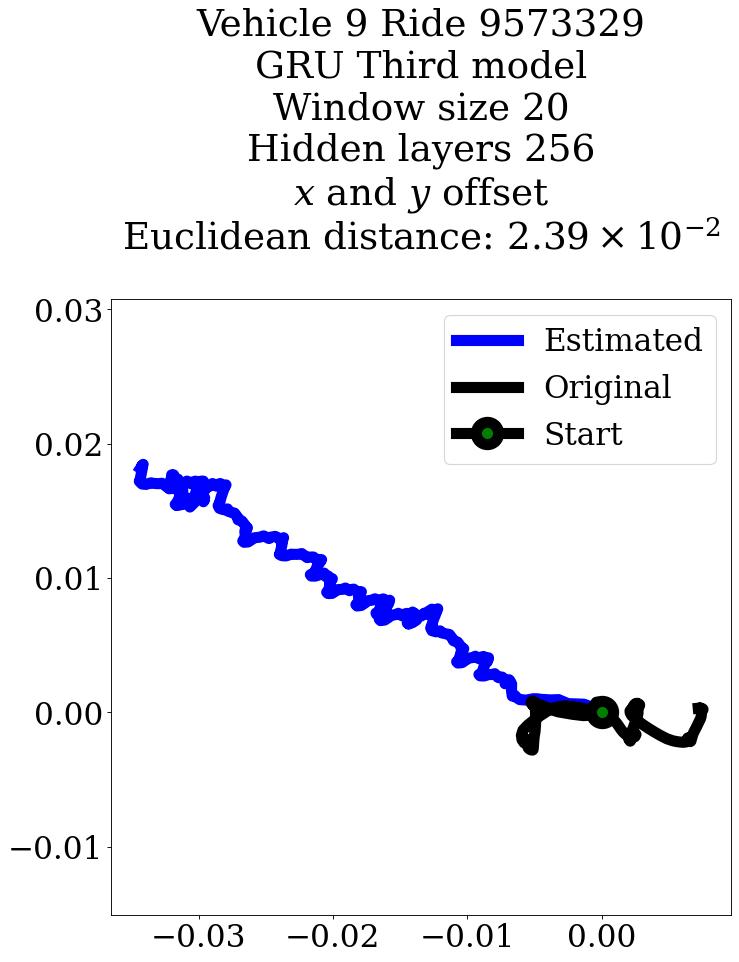 Vehicle 9 Ride 9573329
GRU Third model
Window size 20
Hidden layers 256
x and y offset
Euclidean distance: 2.39 × 10⁻²
0.03
0.02
0.01
0.00
−0.01
Estimated
Original
Start
−0.03
−0.02
−0.01
0.00